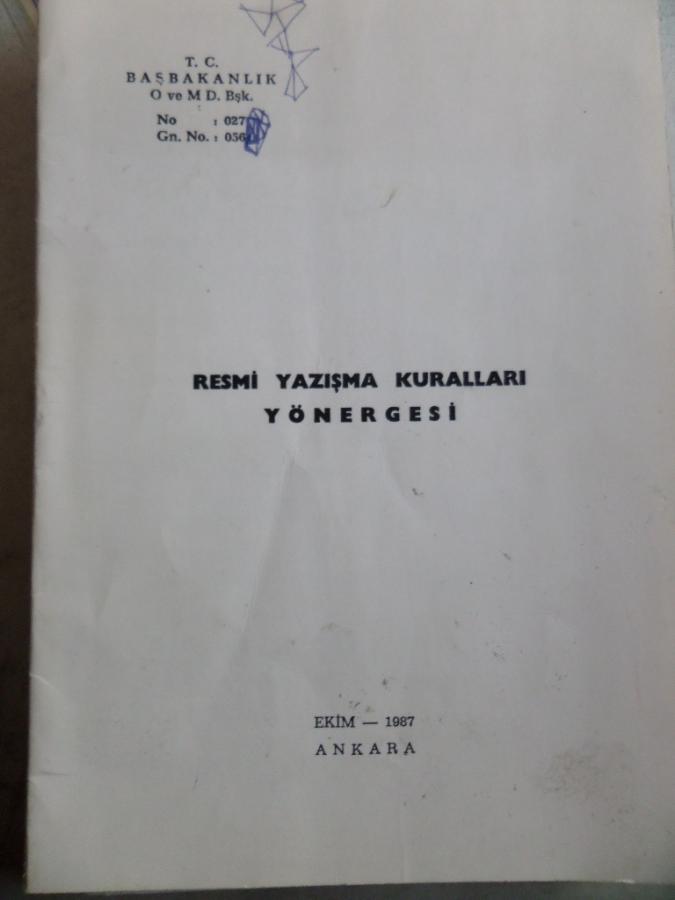 T. C.
BAŞBAKANLIK
O ve M D. Bşk.
No : 027
Gn. No. : 056
RESMİ YAZIŞMA KURALLARI
YÖNERGESİ
EKİM — 1987
ANKARA